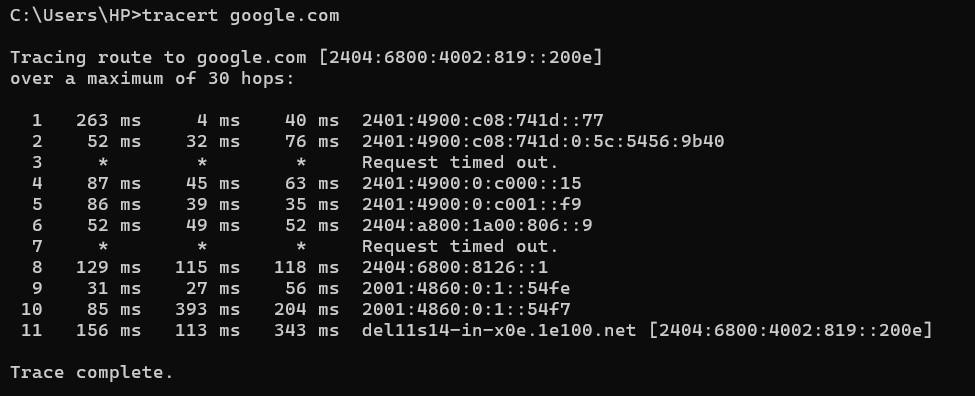 C:\Users\HP>tracert google.com
Tracing route to google.com [2404:6800:4002:819::200e]
over a maximum of 30 hops:
1   263 ms     4 ms    40 ms  2401:4900:c08:741d::77
2    52 ms    32 ms    76 ms  2401:4900:c08:741d:0:5c:5456:9b40
3     *        *        *     Request timed out.
4    87 ms    45 ms    63 ms  2401:4900:0:c000::15
5    86 ms    39 ms    35 ms  2401:4900:0:c001::f9
6    52 ms    49 ms    52 ms  2404:a800:1a00:806::9
7     *        *        *     Request timed out.
8   129 ms   115 ms   118 ms  2404:6800:8126::1
9    31 ms    27 ms    56 ms  2001:4860:0:1::54fe
10    85 ms   393 ms   204 ms  2001:4860:0:1::54f7
11   156 ms   113 ms   343 ms  del11s14-in-x0e.1e100.net [2404:6800:4002:819::200e]
Trace complete.